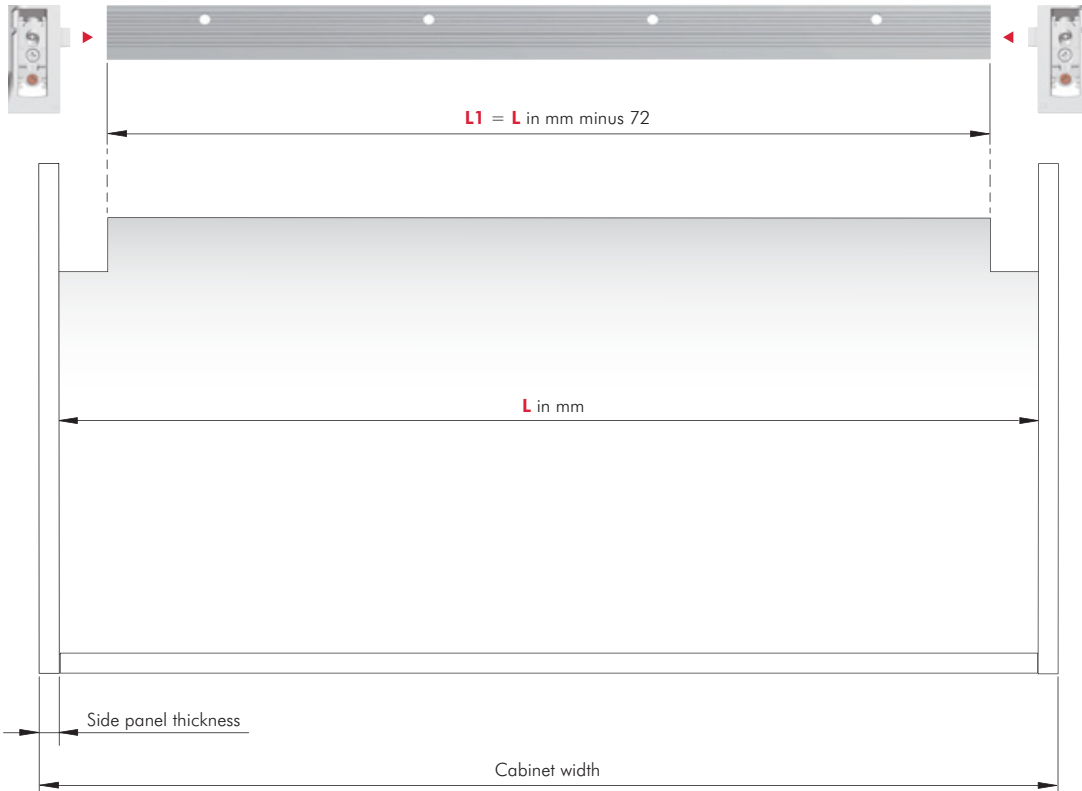 L1 = L in mm minus 72
L in mm
Side panel thickness
Cabinet width